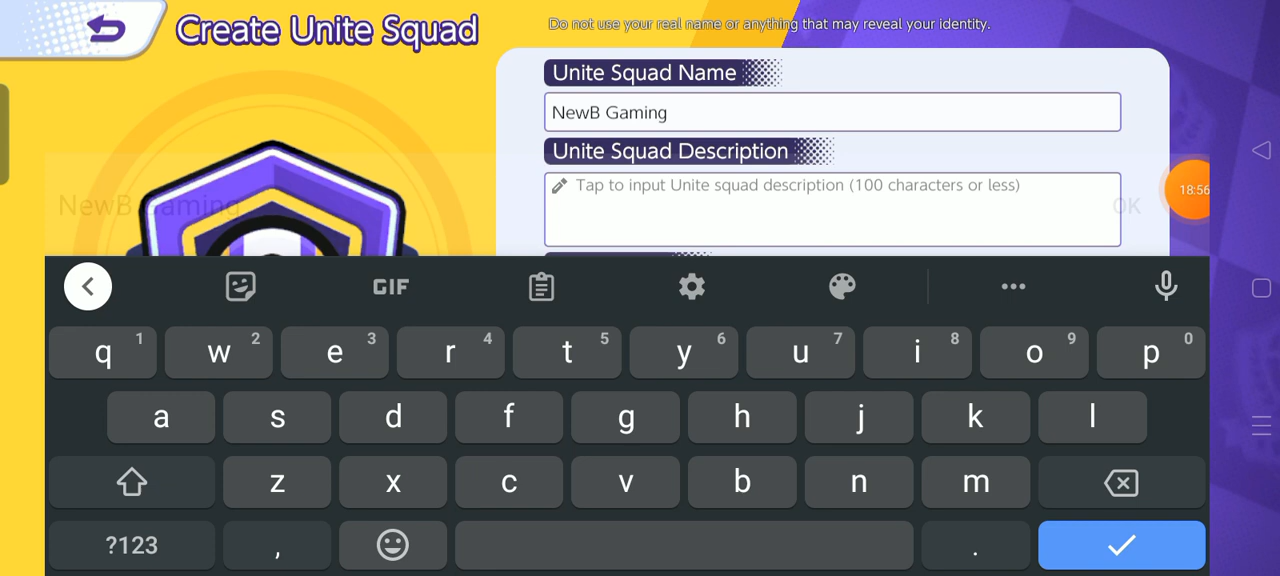 Create Unite Squad
Do not use your real name or anything that may reveal your identity.
Unite Squad Name
NewB Gaming
Unite Squad Description
Tap to input Unite squad description (100 characters or less)
18:56
NewB Gaming
OK
GIF
q 1 w 2 e 3 r 4 t 5 y 6 u 7 i 8 o 9 p 0
a s d f g h j k l
z x c v b n m
?123 , .